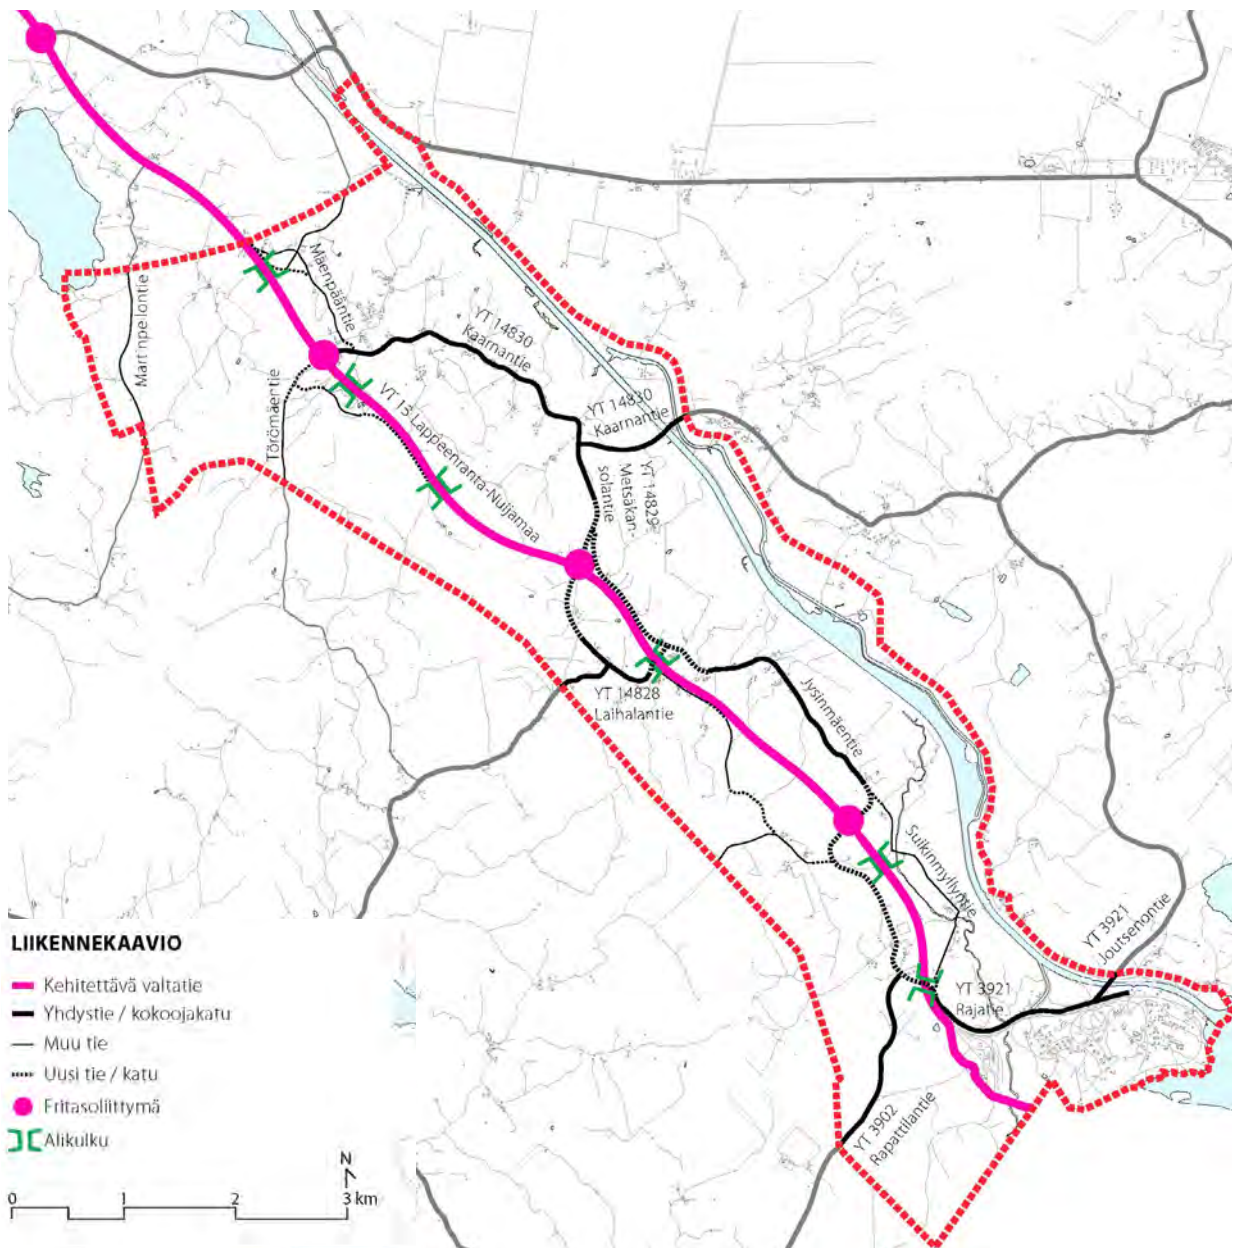 Martinpelontie
Mäenpääntie
YT 14830
Kaarnantie
Törömäentie
VT 13 Lappeenranta-Nuijamaa
YT 14830
Kaarnantie
YT 14829
Metsäkan-
solantie
YT 14828
Laihalantie
Jysinmäentie
Suikinmyllyntie
YT 3921
Joutsenontie
YT 3921
Rajatie
YT 3902
Rapattilantie
LIIKENNEKAAVIO
Kehitettävä valtatie
Yhdystie / kokoojakatu
Muu tie
Uusi tie / katu
Eritasoliittymä
Alikulku
N
0 1 2 3 km